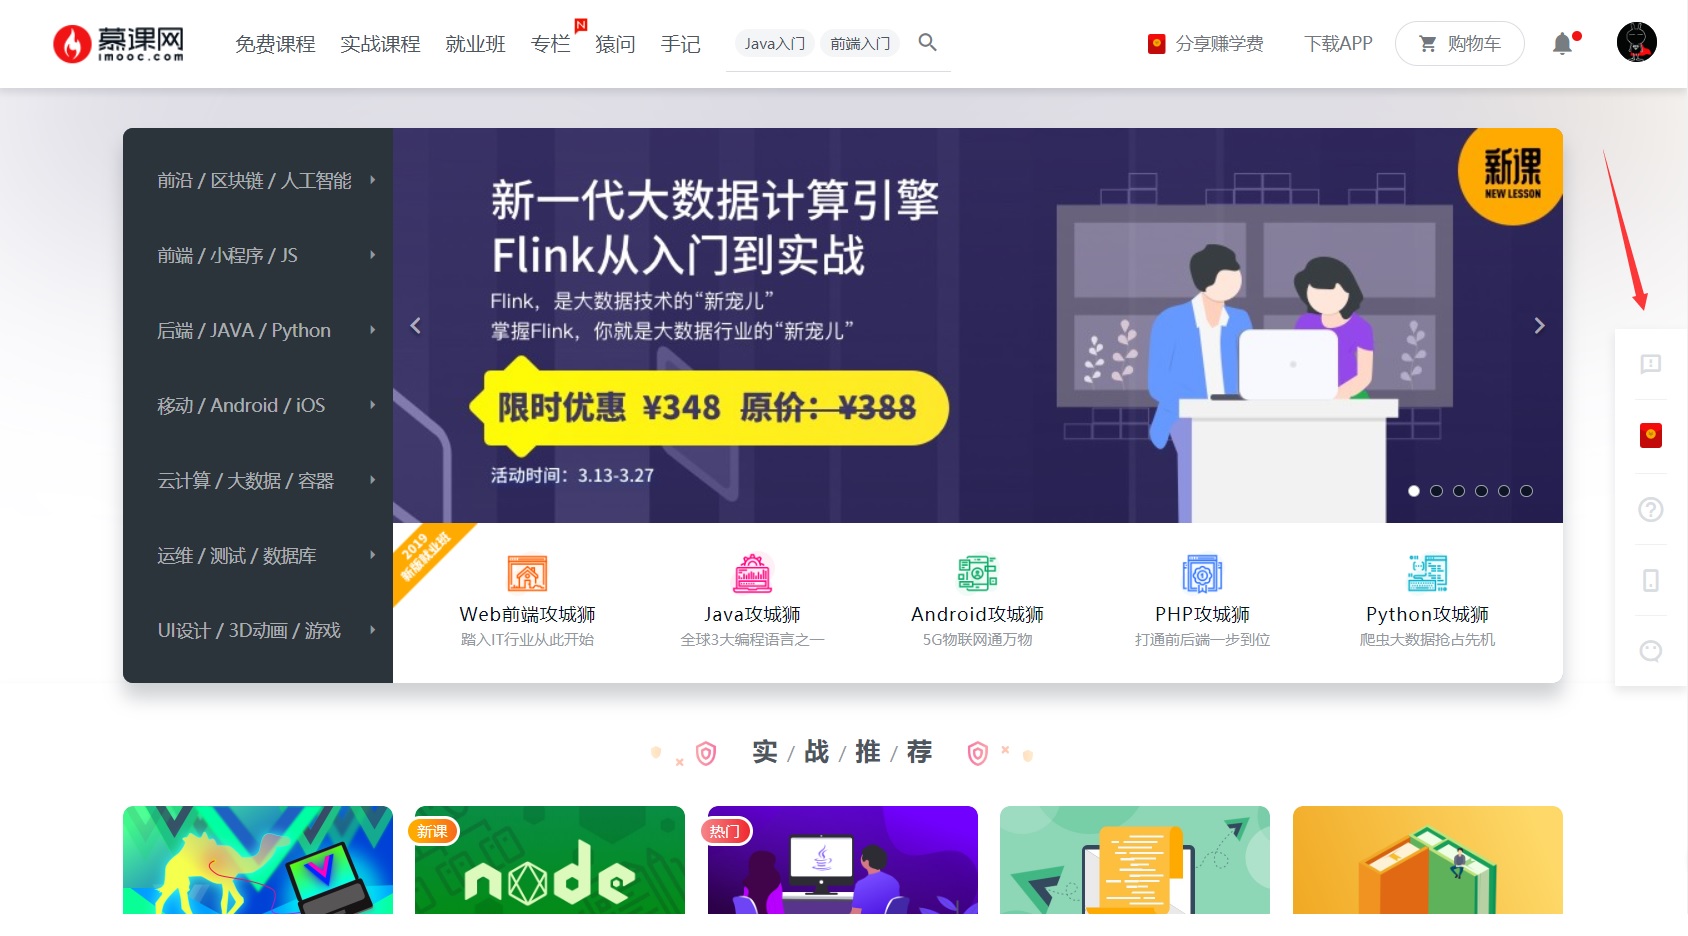 慕课网
imooc.com
免费课程 实战课程 就业班 专栏 N 猿问 手记
Java入门 前端入门
分享赚学费 下载APP 购物车
前沿 / 区块链 / 人工智能
前端 / 小程序 / JS
后端 / JAVA / Python
移动 / Android / iOS
云计算 / 大数据 / 容器
运维 / 测试 / 数据库
UI设计 / 3D动画 / 游戏
新一代大数据计算引擎
Flink从入门到实战
Flink，是大数据技术的“新宠儿”
掌握Flink，你就是大数据行业的“新宠儿”
限时优惠 ¥348 原价：¥388
活动时间：3.13-3.27
新课
NEW LESSON
2019
新版就业班
Web前端攻城狮
踏入IT行业从此开始
Java攻城狮
全球3大编程语言之一
Android攻城狮
5G物联网通万物
PHP攻城狮
打通前后端一步到位
Python攻城狮
爬虫大数据抢占先机
实 / 战 / 推 / 荐
新课
node
热门